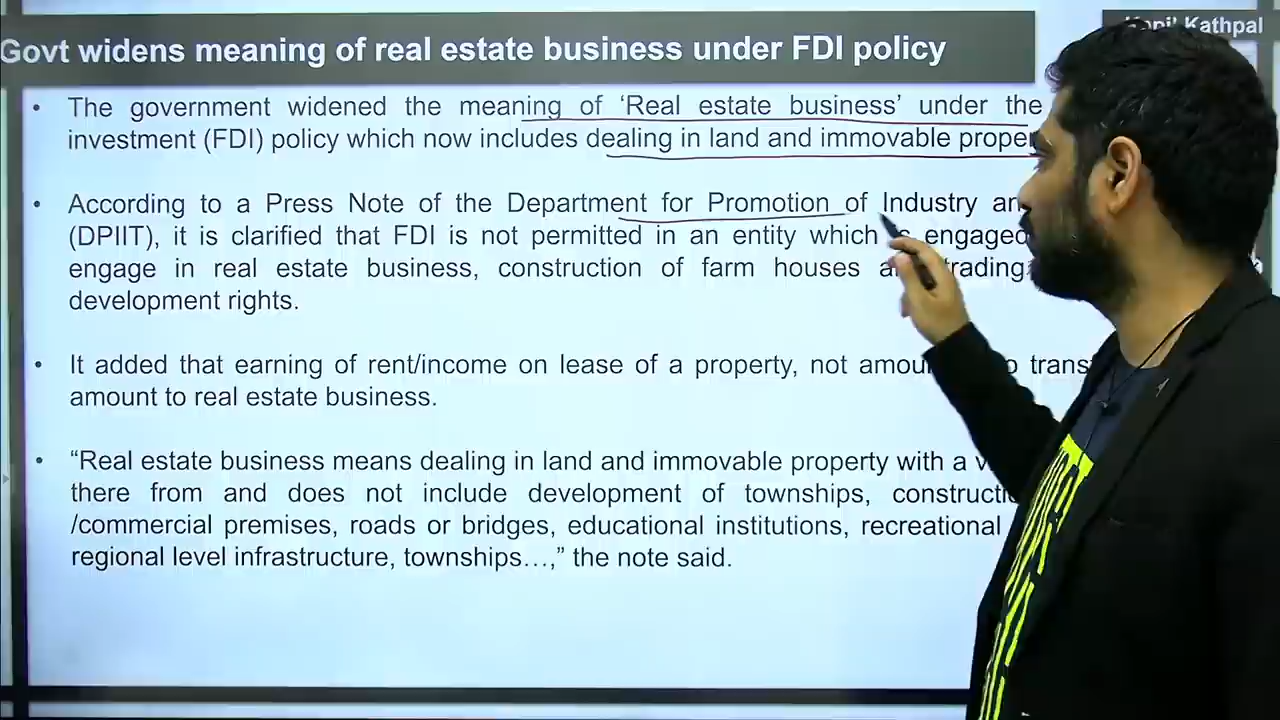 Kathpal
Govt widens meaning of real estate business under FDI policy
• The government widened the meaning of ‘Real estate business’ under the
investment (FDI) policy which now includes dealing in land and immovable
• According to a Press Note of the Department for Promotion of Industry
(DPIIT), it is clarified that FDI is not permitted in an entity which is engaged
engage in real estate business, construction of farm houses trading
development rights.
• It added that earning of rent/income on lease of a property, not
amount to real estate business.
• “Real estate business means dealing in land and immovable property with a
there from and does not include development of townships,
/commercial premises, roads or bridges, educational institutions, recreational
regional level infrastructure, townships…,” the note said.